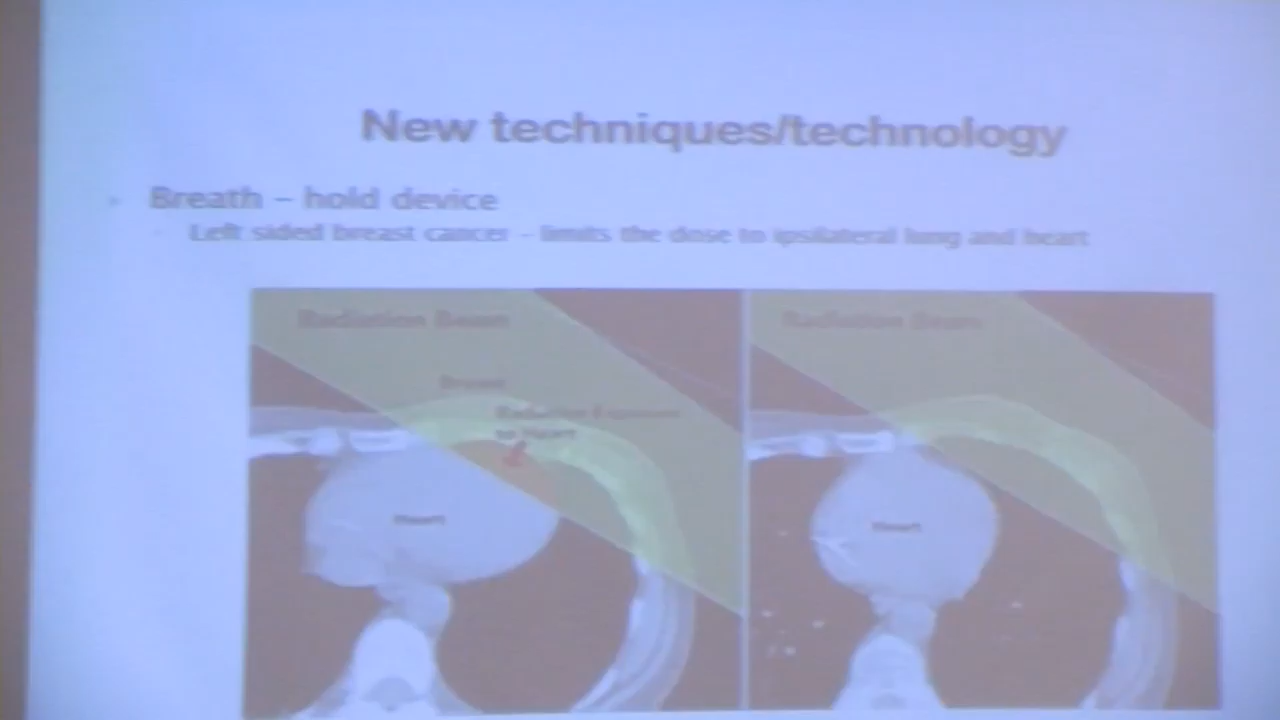 New techniques/technology
Breath - hold device
Left sided breast cancer - limits the dose to ipsilateral lung and heart
Radiation Beam
Radiation Beam
Breast
Radiation Exposure
to Heart
Heart
Heart